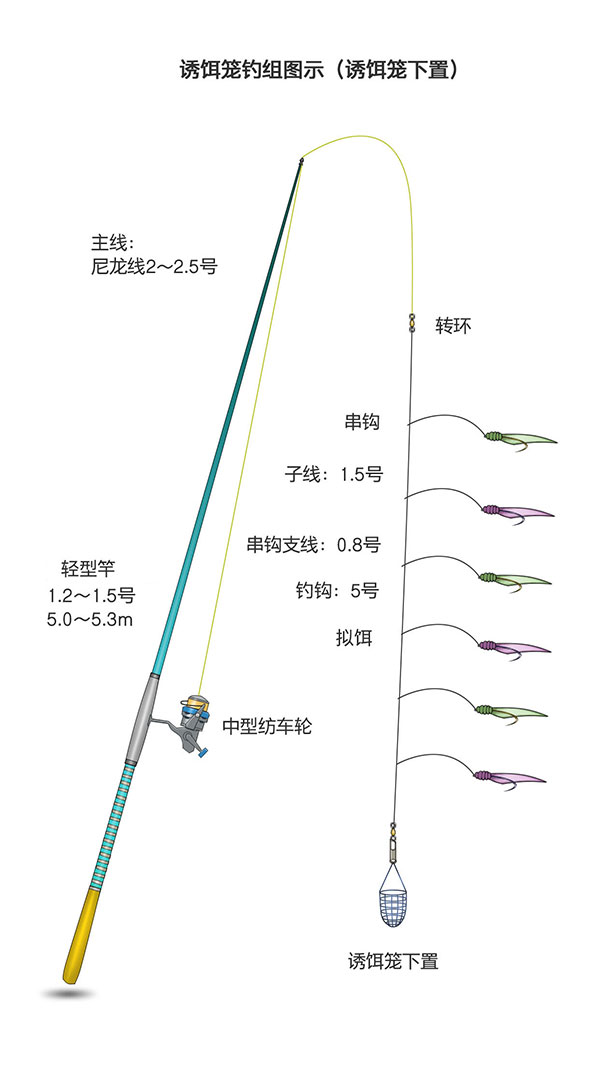 诱饵笼钓组图示（诱饵笼下置）
主线：
尼龙线2～2.5号
转环
串钩
子线：1.5号
串钩支线：0.8号
轻型竿
1.2～1.5号
5.0～5.3m
钓钩：5号
拟饵
中型纺车轮
诱饵笼下置